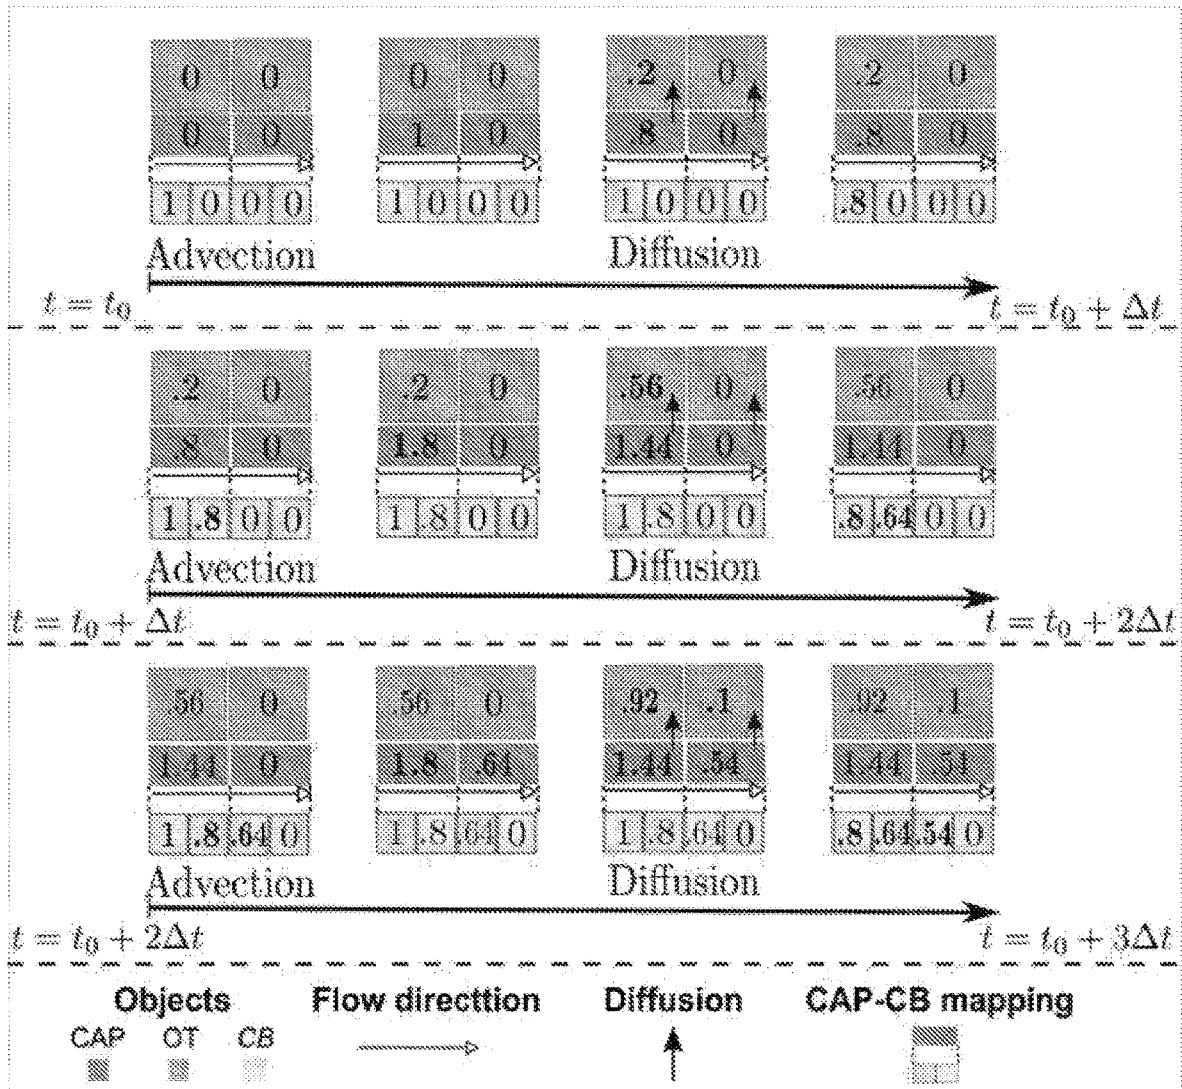 0 0 0 0 .2 0 .2 0
0 0 1 0 .8 0 .8 0
1 0 0 0 1 0 0 0 1 0 0 0 .8 0 0 0
Advection Diffusion
t = t0 t = t0 + Δt
.2 0 .2 0 .56 0 .56 0
.8 0 1.8 0 1.44 0 1.44 0
1 .8 0 0 1 .8 0 0 1 .8 0 0 .8 .64 0 0
Advection Diffusion
t = t0 + Δt t = t0 + 2Δt
.56 0 .56 0 .92 .1 .92 .1
1.44 0 1.8 .64 1.44 .54 1.44 .54
1 .8 .64 0 1 .8 .64 0 1 .8 .64 0 .8 .64 .54 0
Advection Diffusion
t = t0 + 2Δt t = t0 + 3Δt
Objects Flow directtion Diffusion CAP-CB mapping
CAP OT CB